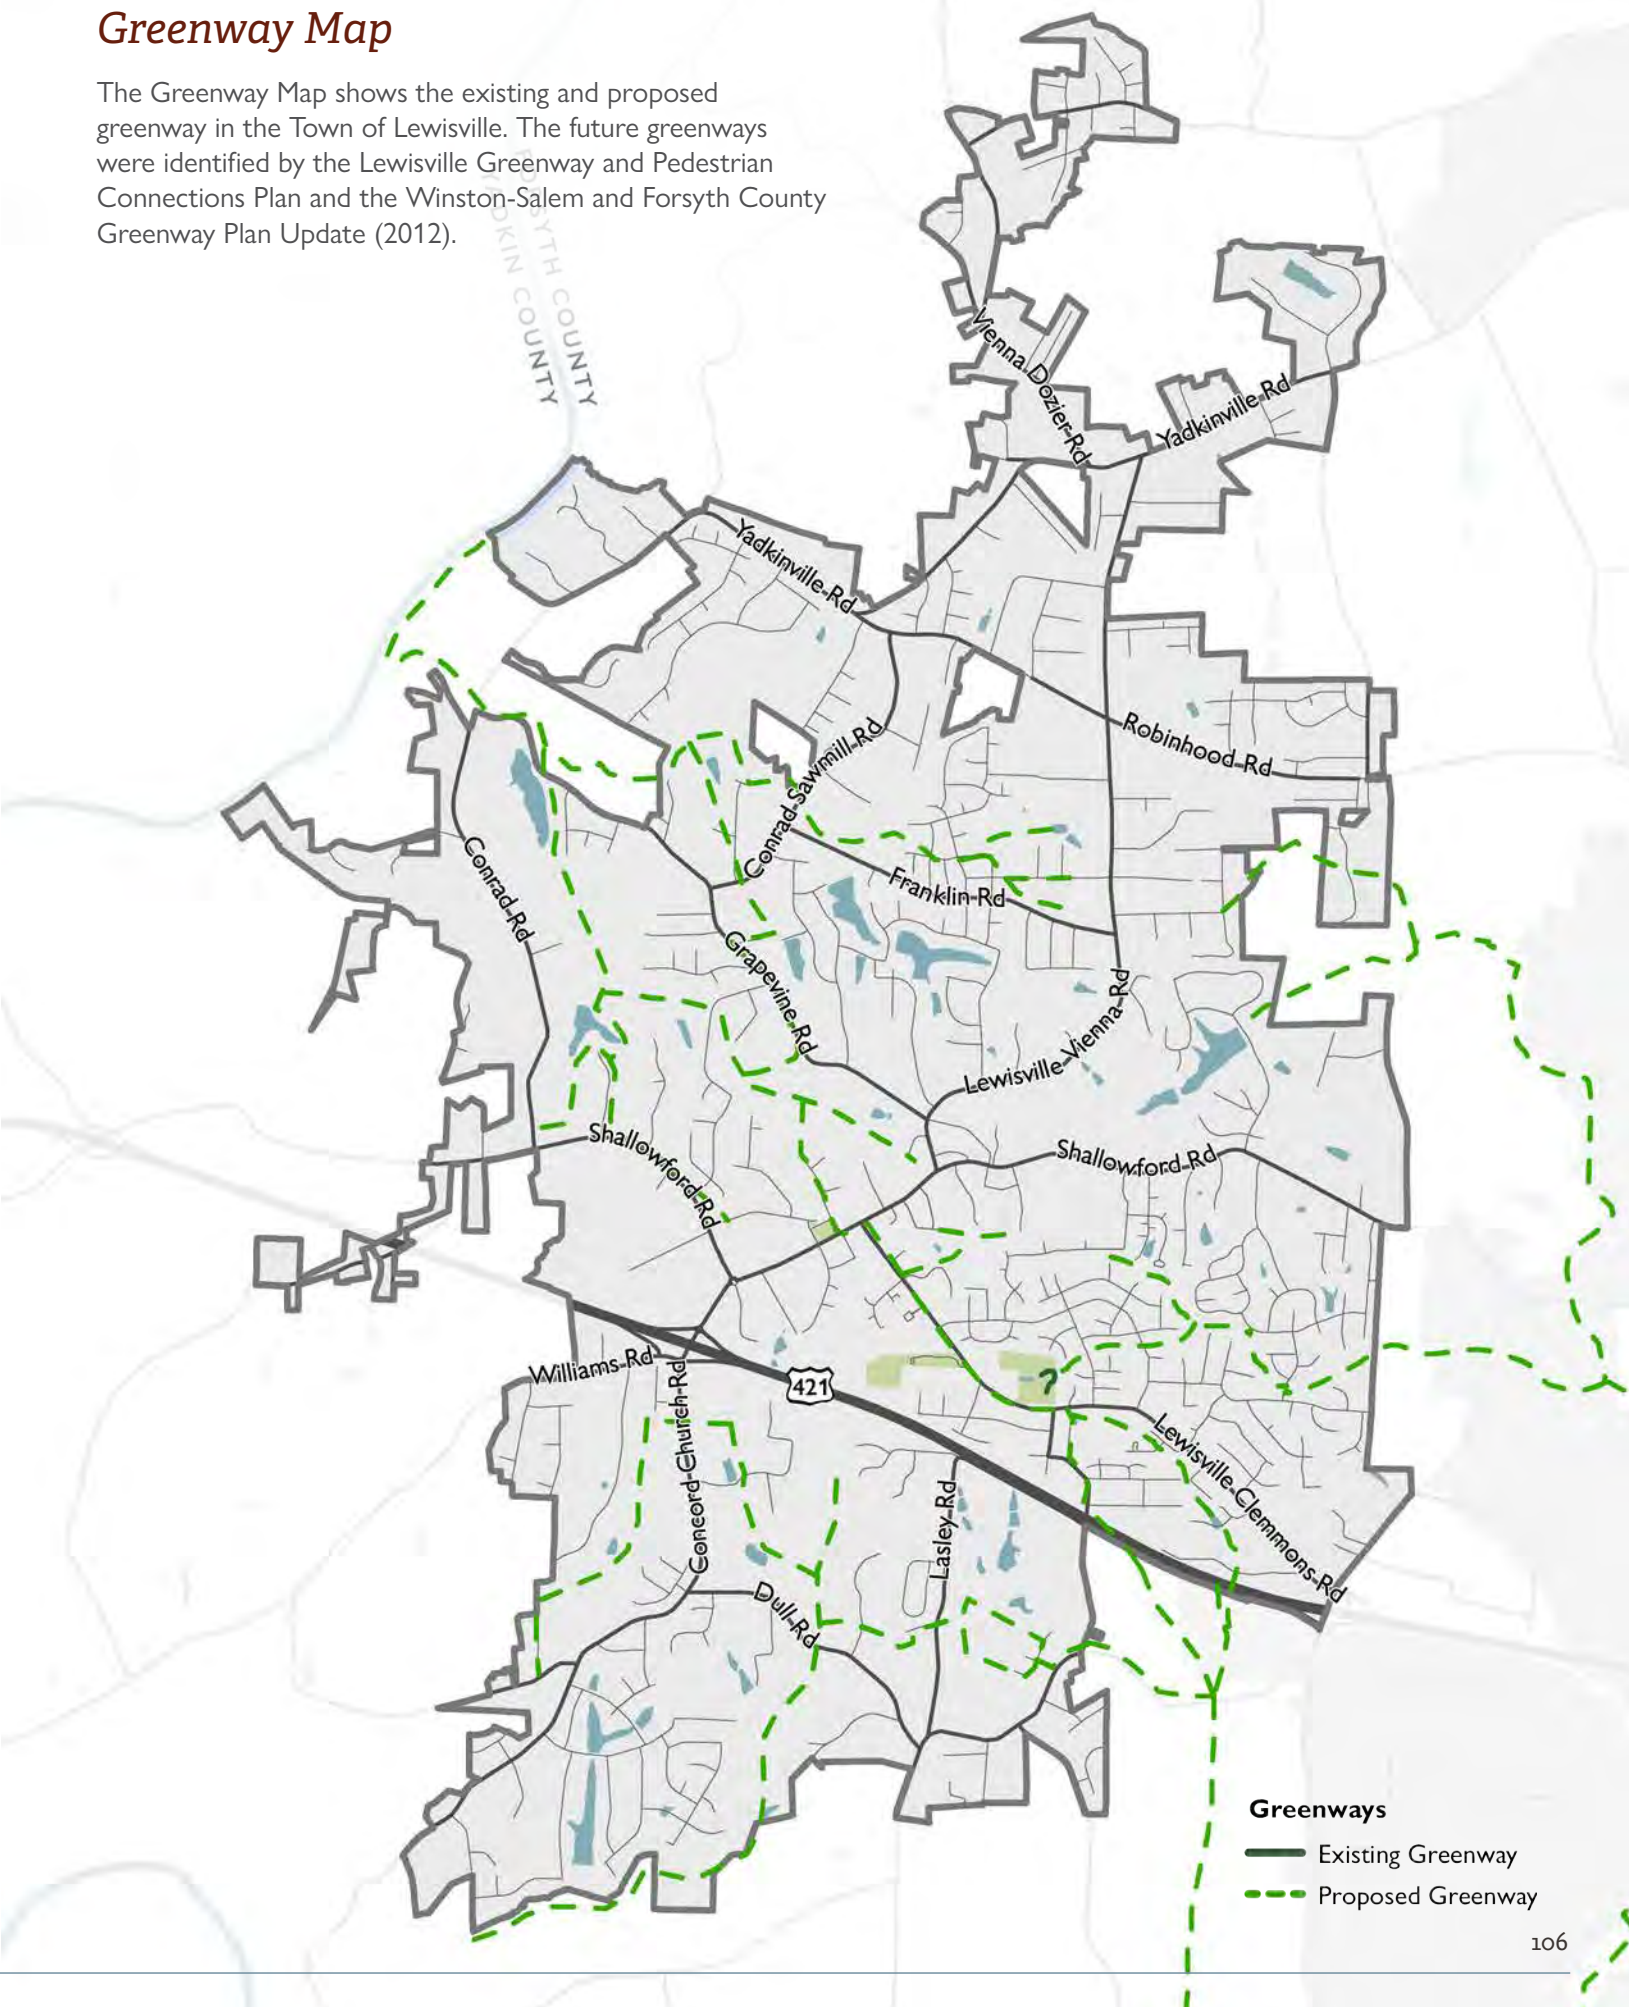 Greenway Map
The Greenway Map shows the existing and proposed
greenway in the Town of Lewisville. The future greenways
were identified by the Lewisville Greenway and Pedestrian
Connections Plan and the Winston-Salem and Forsyth County
Greenway Plan Update (2012).
FORSYTH COUNTY
YADKIN COUNTY
Vienna Dozier Rd
Yadkinville Rd
Yadkinville Rd
Robinhood Rd
Conrad Sawmill Rd
Conrad Rd
Franklin Rd
Grapevine Rd
Lewisville Vienna Rd
Shallowford Rd
Shallowford Rd
Williams Rd
421
Concord Church Rd
Lewisville Clemmons Rd
Lasley Rd
Dull Rd
Greenways
Existing Greenway
Proposed Greenway
106